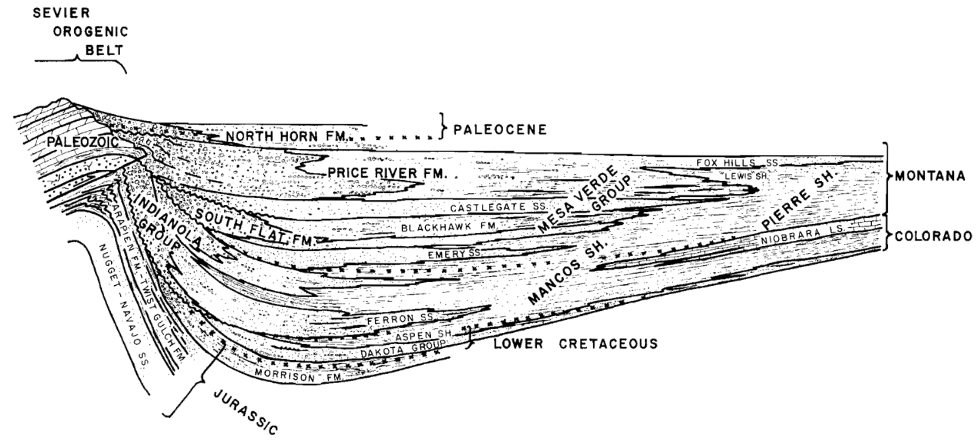 SEVIER
OROGENIC
BELT
NORTH HORN FM.
PALEOCENE
PALEOZOIC
PRICE RIVER FM.
FOX HILLS SS.
LEWIS SH.
MONTANA
MESA VERDE
GROUP
PIERRE SH.
CASTLEGATE SS.
INDIANOLA
GROUP
SOUTH FLAT FM.
BLACKHAWK FM.
COLORADO
NIOBRARA LS.
EMERY SS.
MANCOS SH.
ARAPIEN FM.-TWIST GULCH FM.
NUGGET - NAVAJO SS.
FERRON SS.
ASPEN SH.
DAKOTA GROUP
LOWER CRETACEOUS
MORRISON FM.
JURASSIC